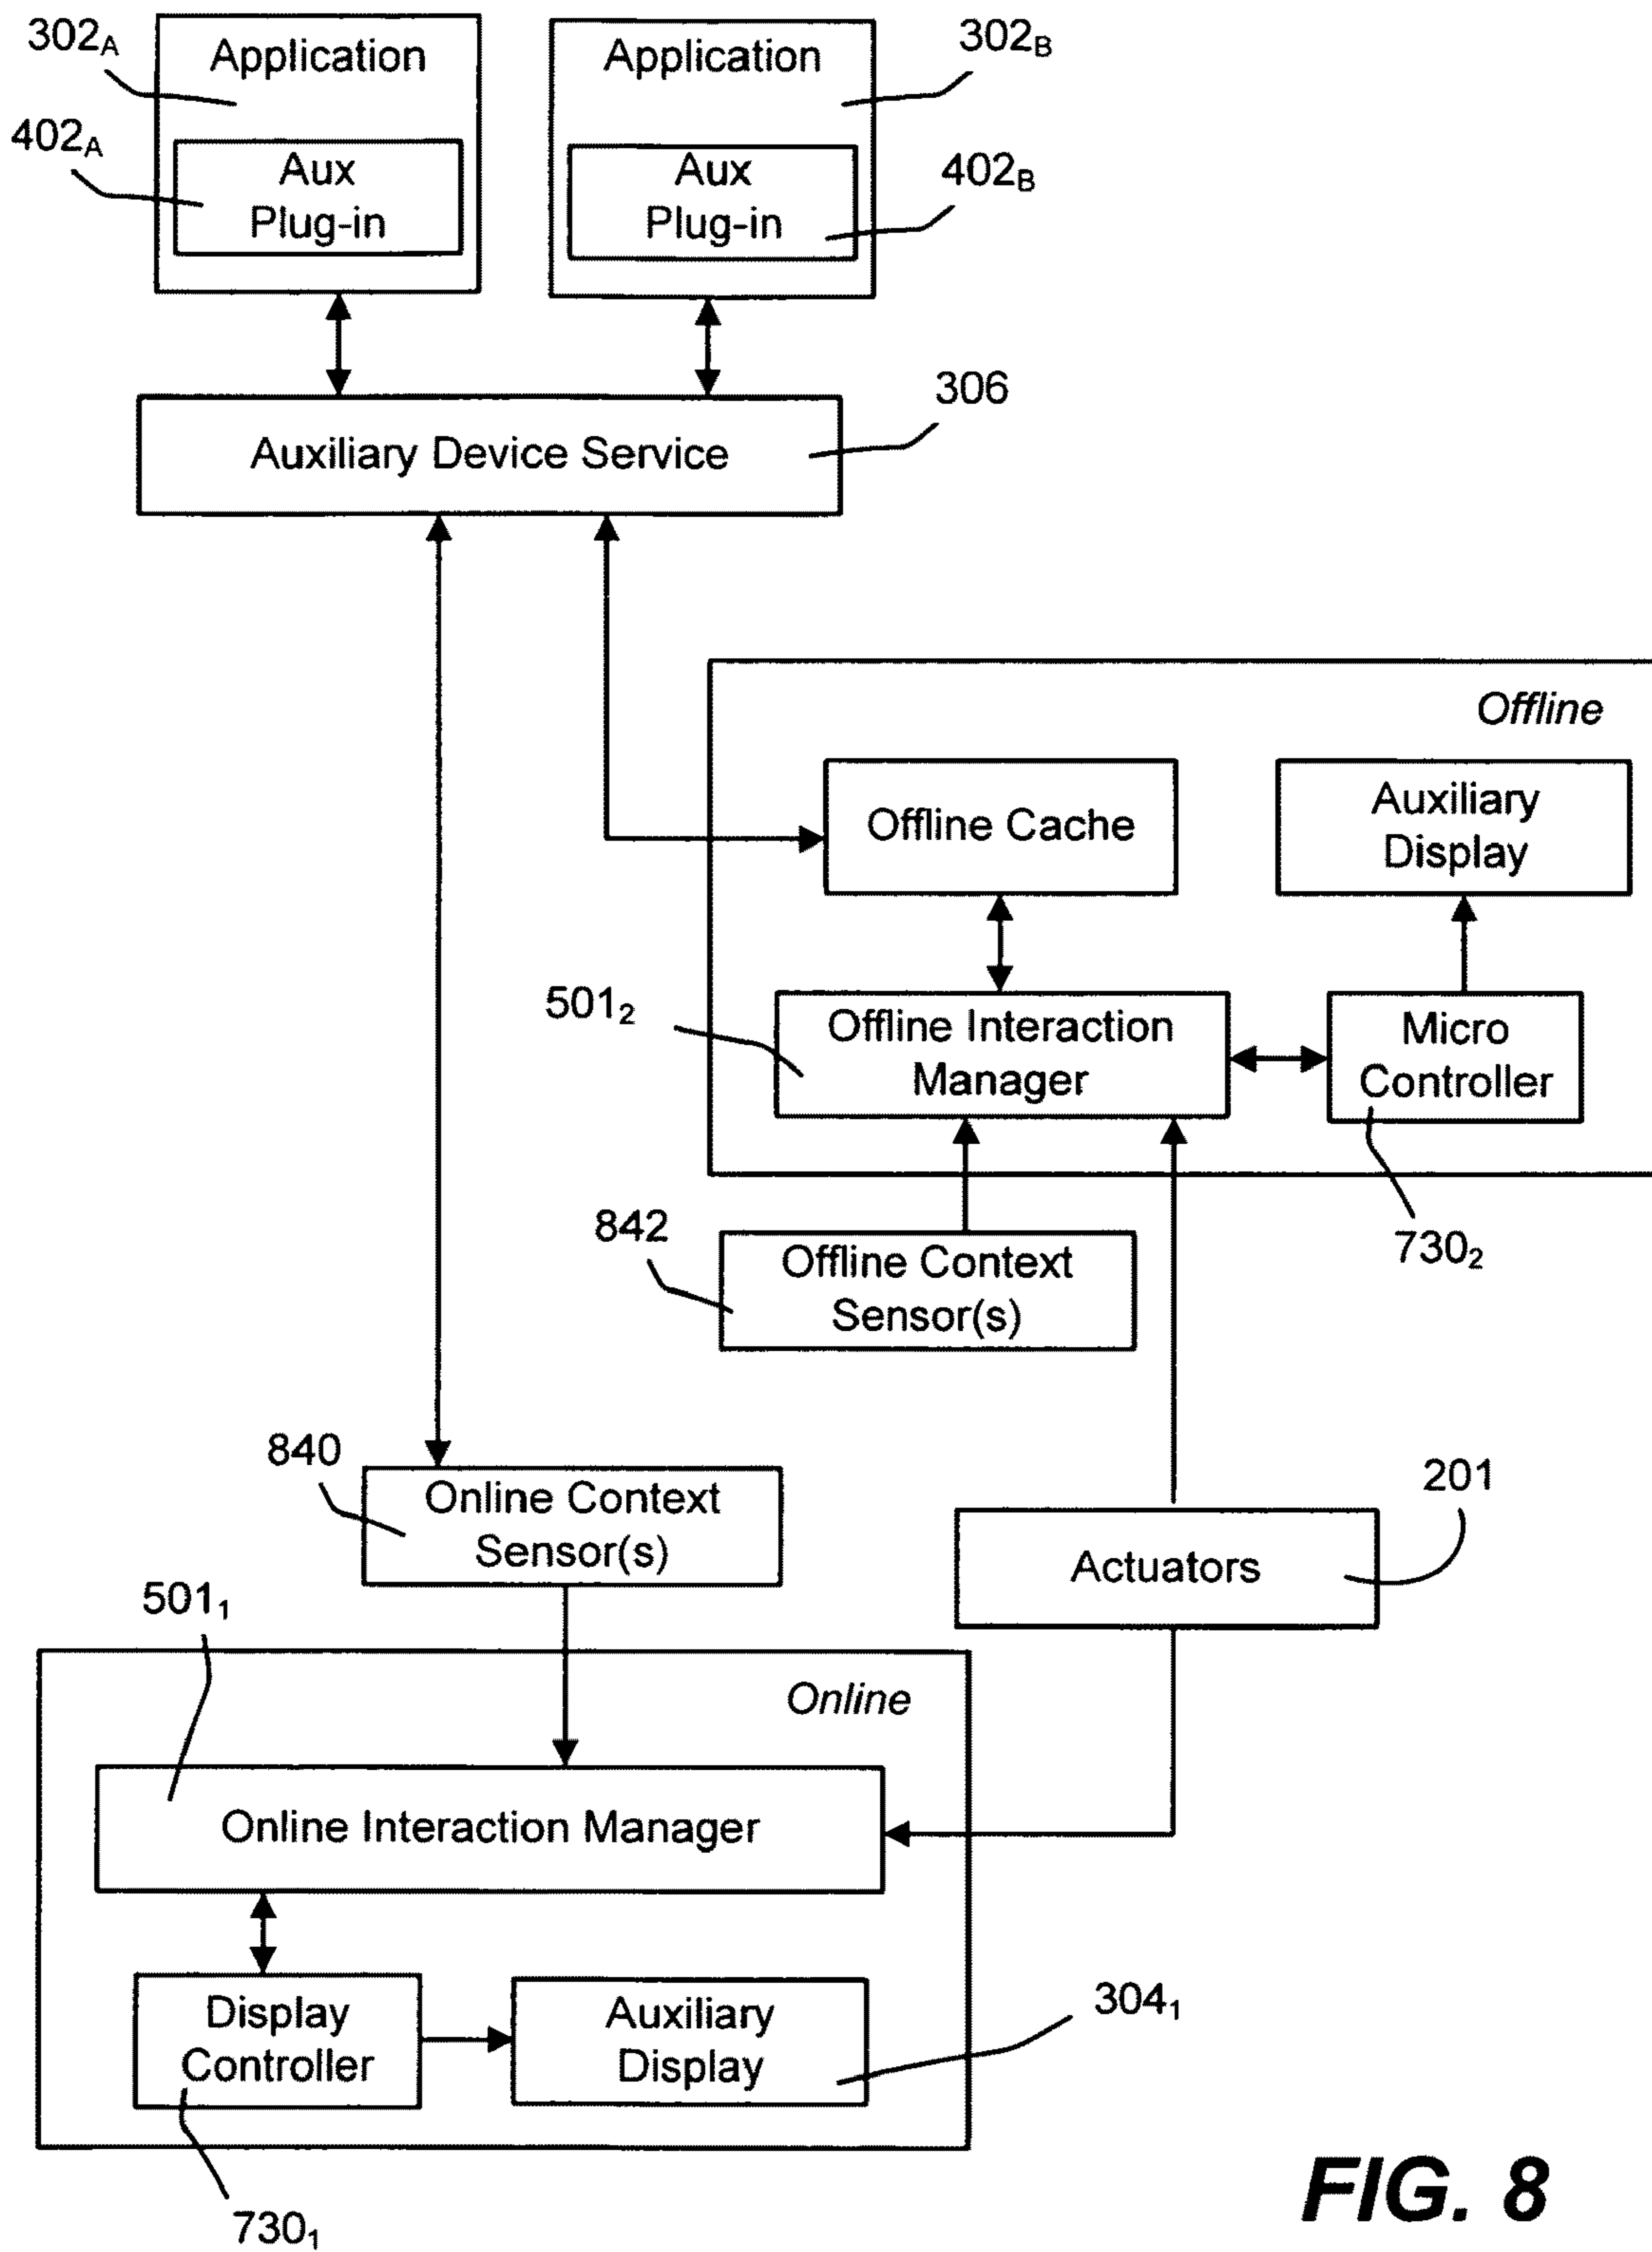 302A
Application
Application
302B
402A
Aux
Plug-in
Aux
Plug-in
402B
306
Auxiliary Device Service
Offline
Offline Cache
Auxiliary
Display
501₂
Offline Interaction
Manager
Micro
Controller
842
Offline Context
Sensor(s)
730₂
840
Online Context
Sensor(s)
201
Actuators
501₁
Online
Online Interaction Manager
Display
Controller
Auxiliary
Display
304₁
730₁
FIG. 8